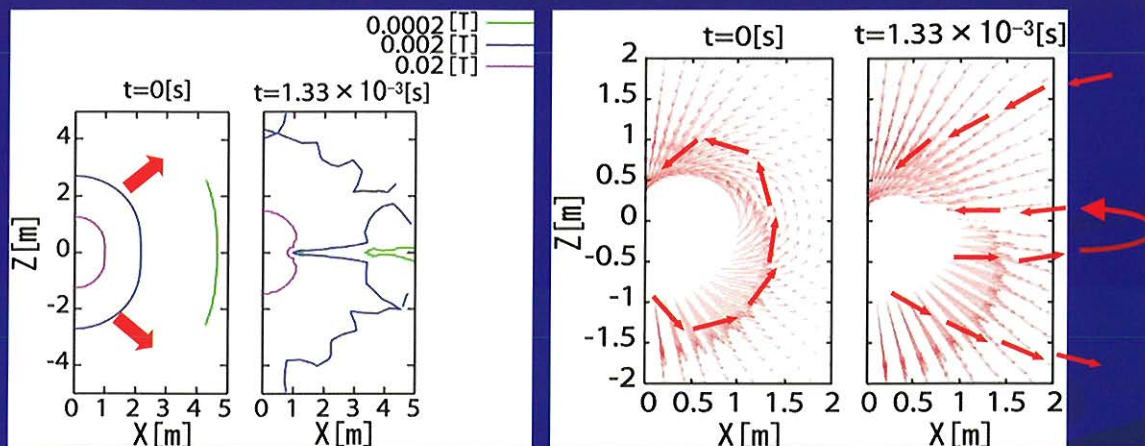 0.0002 [T]
0.002 [T]
0.02 [T]
t=0[s]
t=1.33 × 10⁻³[s]
4
2
0
-2
-4
Z[m]
0 1 2 3 4 5
0 1 2 3 4 5
X[m]
X[m]
t=0[s]
t=1.33 × 10⁻³[s]
2
1.5
1
0.5
0
-0.5
-1
-1.5
-2
Z[m]
0 0.5 1 1.5 2
0 0.5 1 1.5 2
X[m]
X[m]